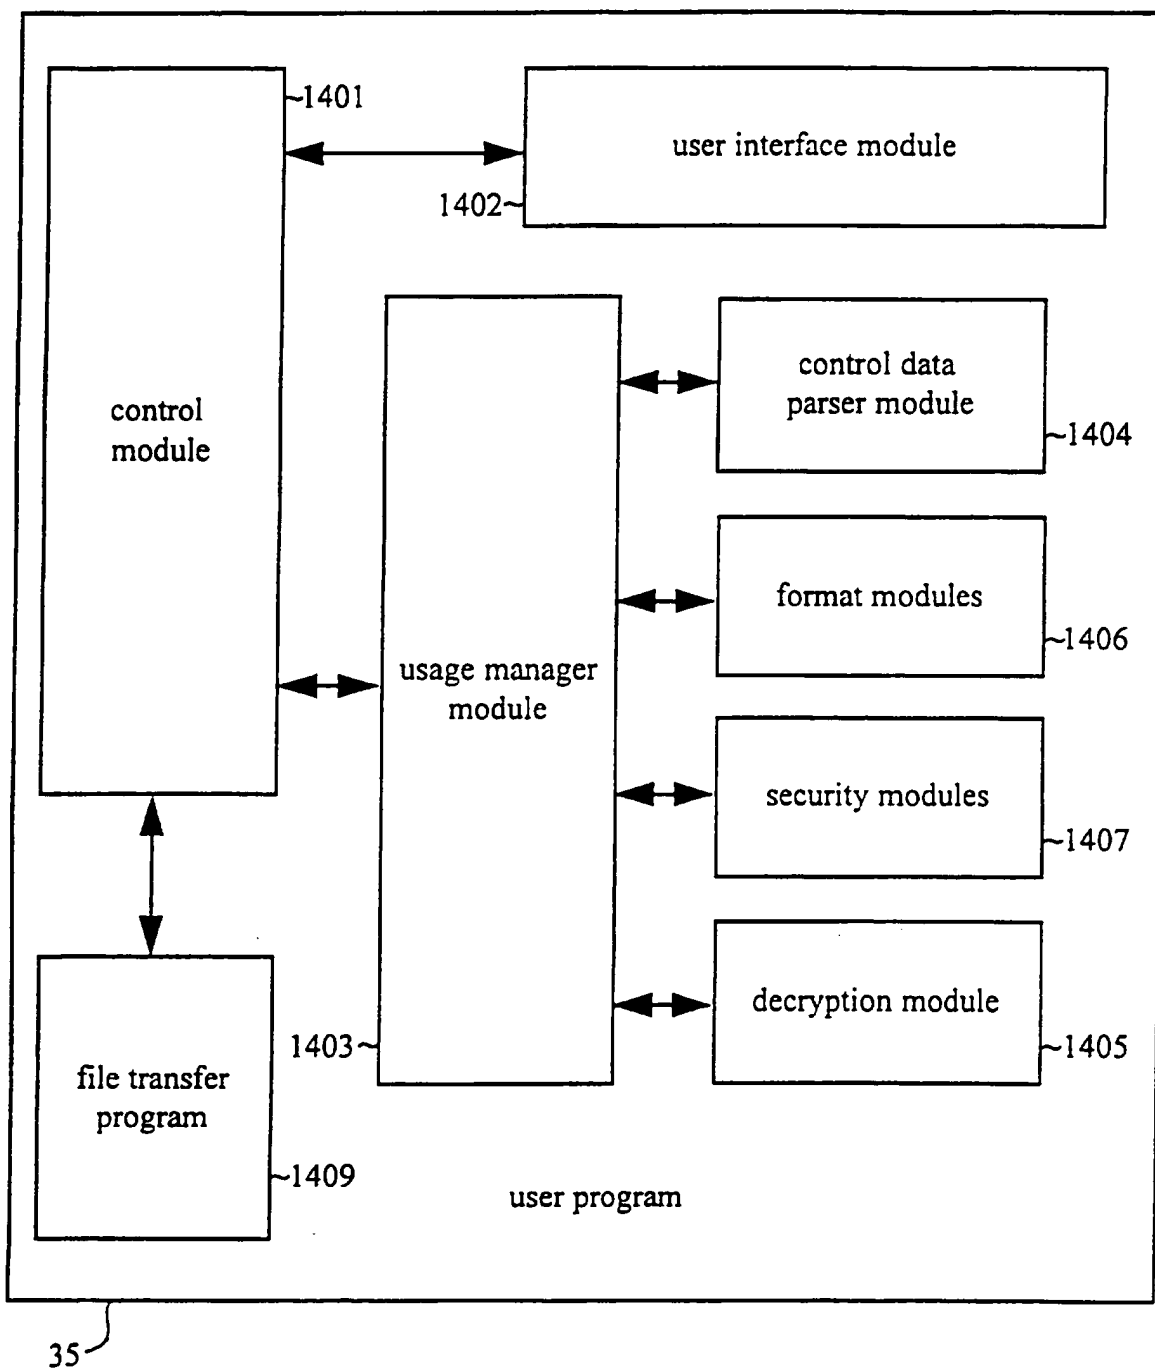 1401
user interface module
1402
control data
parser module
1404
control
module
format modules
1406
usage manager
module
security modules
1407
decryption module
1405
1403
file transfer
program
1409
user program
35